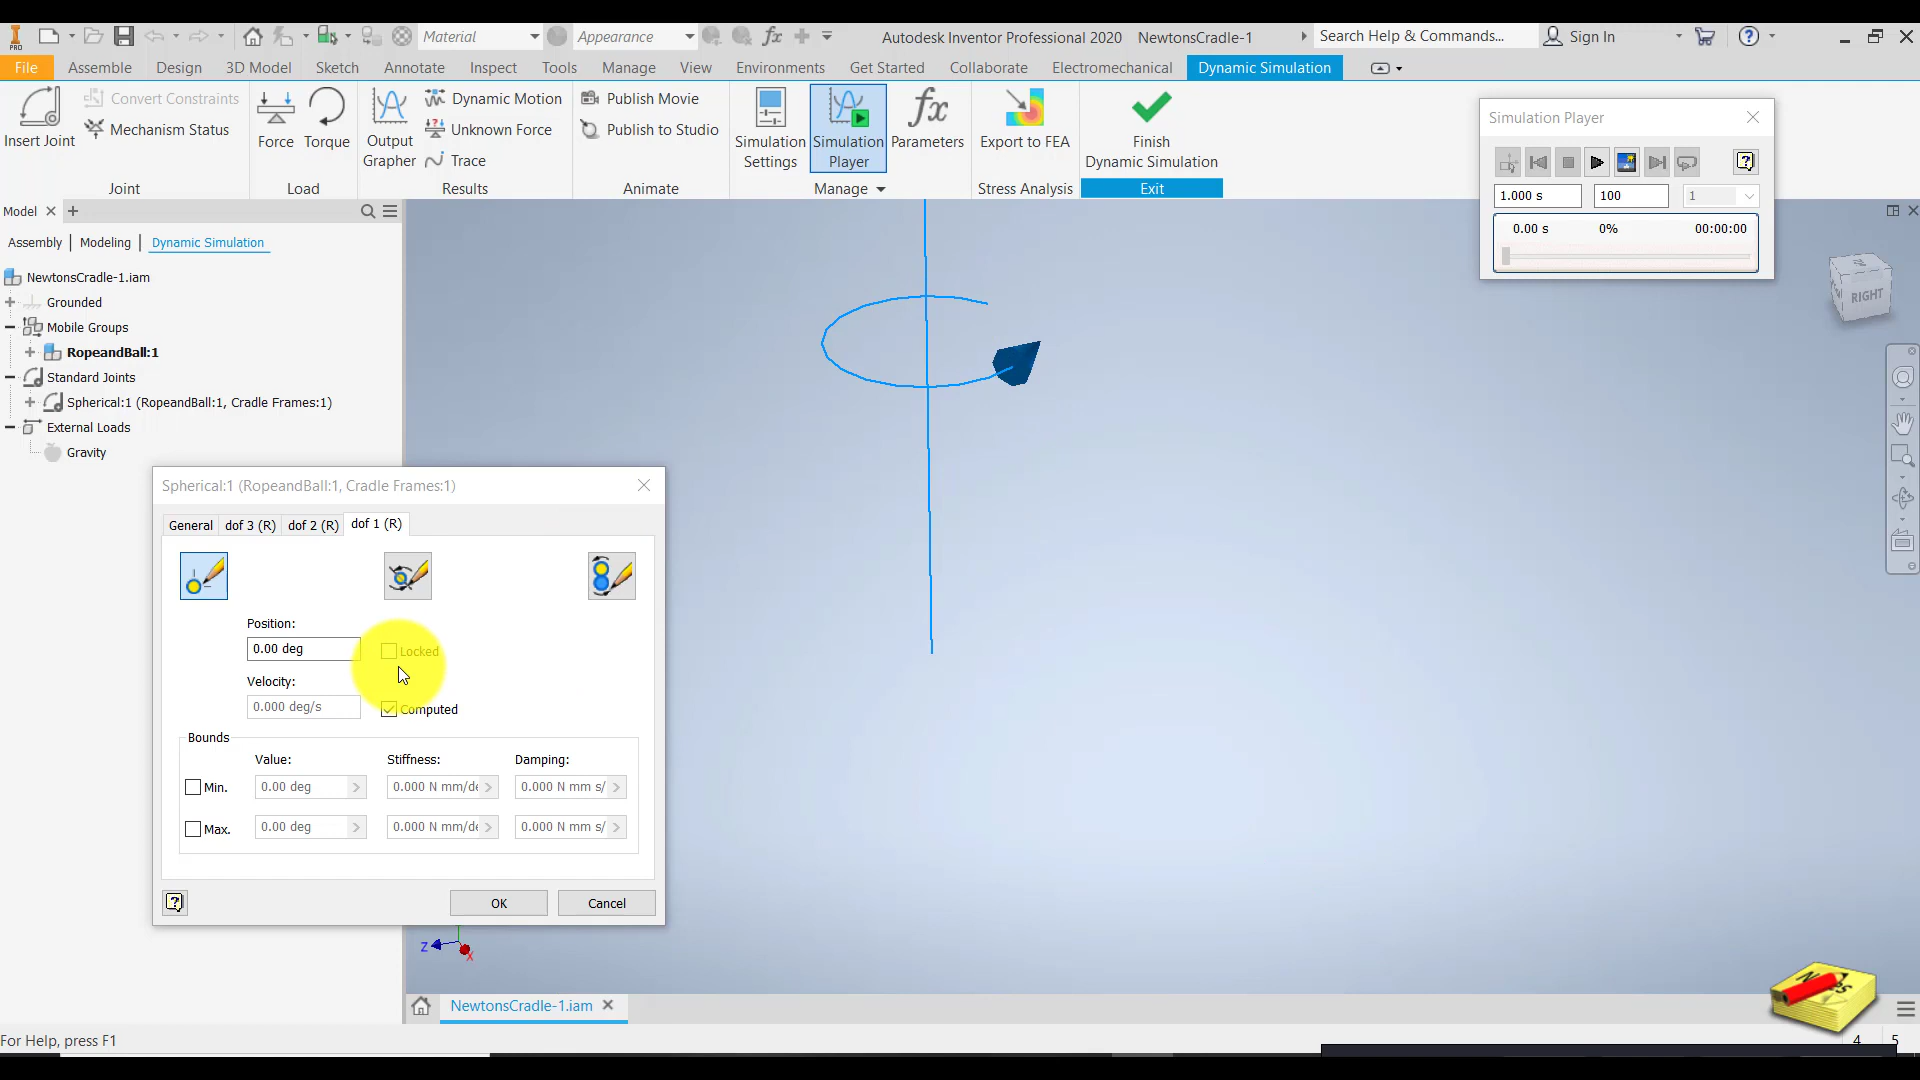 PRO
Material
Appearance
Autodesk Inventor Professional 2020 NewtonsCradle-1
Search Help & Commands...
Sign In
File Assemble Design 3D Model Sketch Annotate Inspect Tools Manage View Environments Get Started Collaborate Electromechanical Dynamic Simulation
Insert Joint
Convert Constraints
Mechanism Status
Joint
Force
Torque
Load
Output Grapher
Dynamic Motion
Unknown Force
Trace
Results
Publish Movie
Publish to Studio
Animate
Simulation Settings
Simulation Player
fx
Parameters
Manage
Export to FEA
Stress Analysis
Finish
Dynamic Simulation
Exit
Simulation Player
1.000 s 100 1
0.00 s 0% 00:00:00
RIGHT
Model
Assembly | Modeling | Dynamic Simulation
NewtonsCradle-1.iam
Grounded
Mobile Groups
RopeandBall:1
Standard Joints
Spherical:1 (RopeandBall:1, Cradle Frames:1)
External Loads
Gravity
Spherical:1 (RopeandBall:1, Cradle Frames:1)
General dof 3 (R) dof 2 (R) dof 1 (R)
Position:
0.00 deg
Locked
Velocity:
0.000 deg/s
Computed
Bounds
Value: Stiffness: Damping:
Min. 0.00 deg 0.000 N mm/de 0.000 N mm s/
Max. 0.00 deg 0.000 N mm/de 0.000 N mm s/
OK Cancel
Z
X
NewtonsCradle-1.iam
Notes
For Help, press F1
4 5